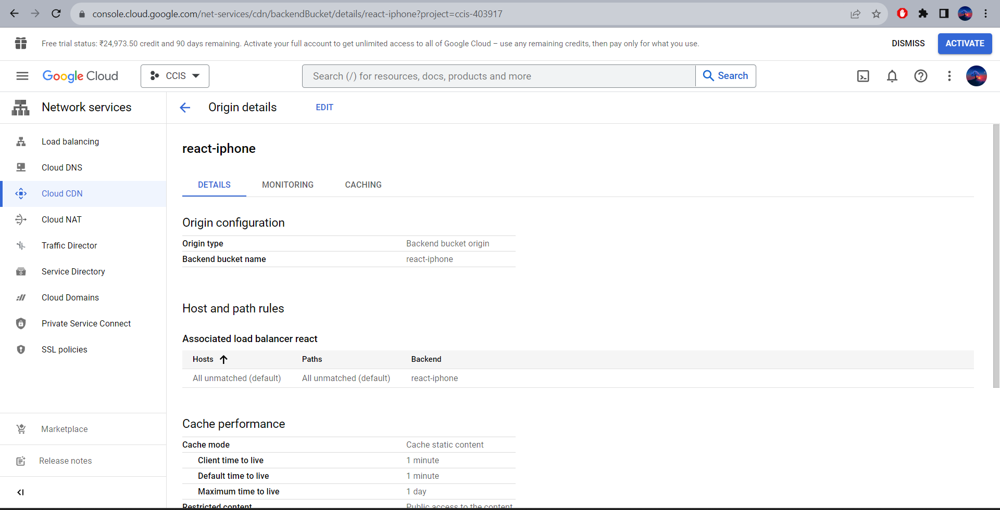 console.cloud.google.com/net-services/cdn/backendBucket/details/react-iphone?project=ccis-403917
Free trial status: ₹24,973.50 credit and 90 days remaining. Activate your full account to get unlimited access to all of Google Cloud – use any remaining credits, then pay only for what you use.
DISMISS
ACTIVATE
Google Cloud
CCIS
Search (/) for resources, docs, products and more
Search
Network services
Origin details
EDIT
Load balancing
Cloud DNS
Cloud CDN
Cloud NAT
Traffic Director
Service Directory
Cloud Domains
Private Service Connect
SSL policies
Marketplace
Release notes
react-iphone
DETAILS MONITORING CACHING
Origin configuration
Origin type Backend bucket origin
Backend bucket name react-iphone
Host and path rules
Associated load balancer react
Hosts Paths Backend
All unmatched (default) All unmatched (default) react-iphone
Cache performance
Cache mode Cache static content
Client time to live 1 minute
Default time to live 1 minute
Maximum time to live 1 day
Restricted content Public access to the content